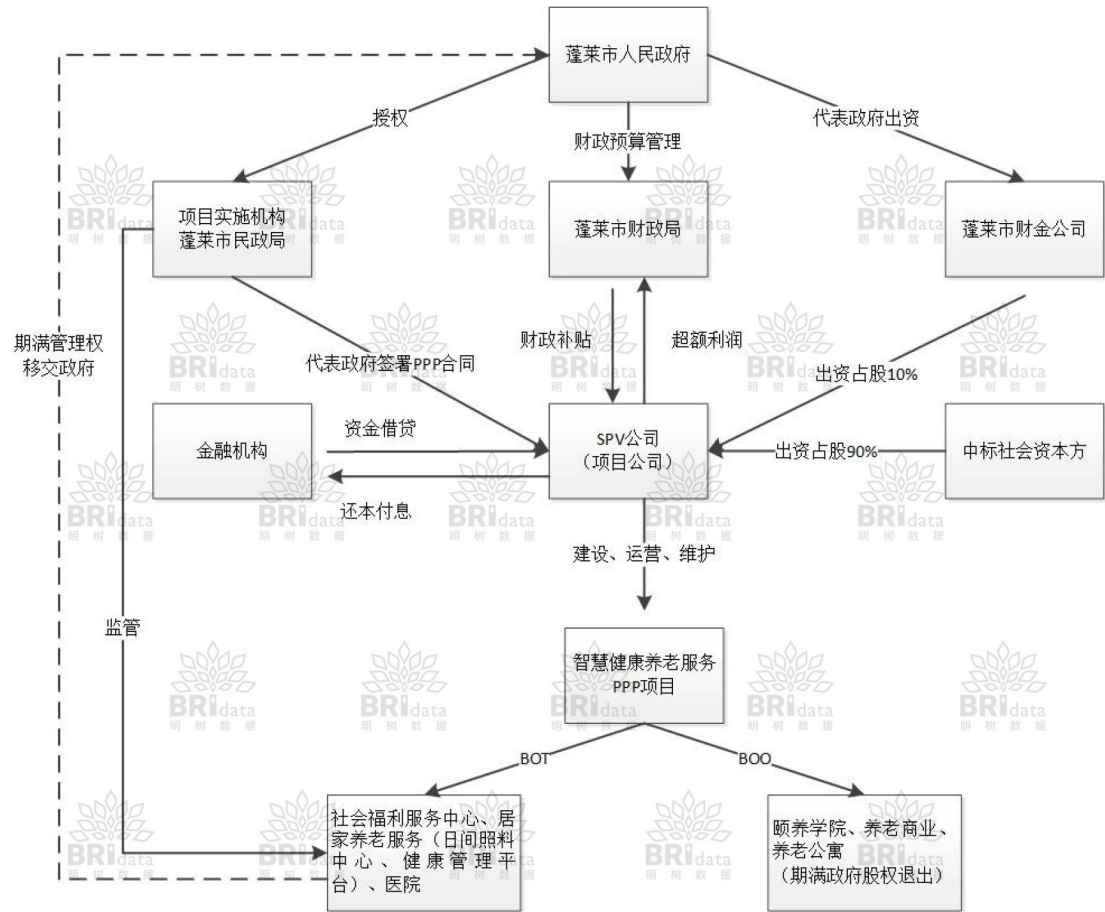 蓬莱市人民政府
授权
代表政府出资
财政预算管理
项目实施机构
蓬莱市民政局
蓬莱市财政局
蓬莱市财金公司
期满管理权
移交政府
财政补贴
超额利润
代表政府签署PPP合同
出资占股10%
金融机构
资金借贷
SPV公司
（项目公司）
出资占股90%
中标社会资本方
还本付息
建设、运营、维护
监管
智慧健康养老服务
PPP项目
BOT
BOO
社会福利服务中心、居
家养老服务（日间照料
中心、健康管理平
台）、医院
颐养学院、养老商业、
养老公寓
（期满政府股权退出）
BRIdata
明树数据